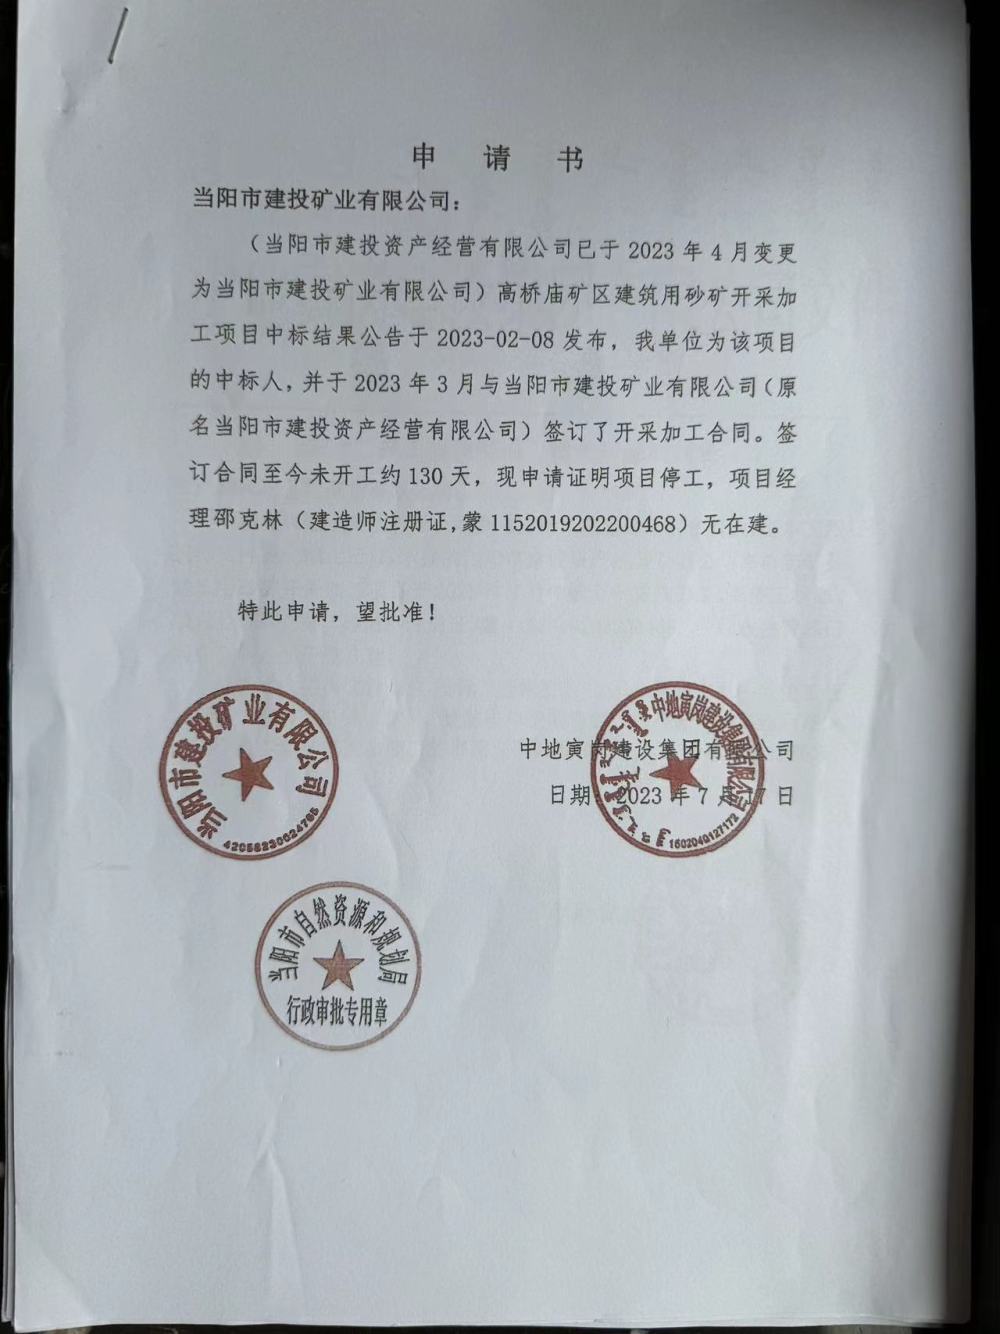 申 请 书
当阳市建投矿业有限公司：
（当阳市建投资产经营有限公司已于 2023 年 4 月变更
为当阳市建投矿业有限公司）高桥庙矿区建筑用砂矿开采加
工项目中标结果公告于 2023-02-08 发布，我单位为该项目
的中标人，并于 2023 年 3 月与当阳市建投矿业有限公司（原
名当阳市建投资产经营有限公司）签订了开采加工合同。签
订合同至今未开工约 130 天，现申请证明项目停工，项目经
理邵克林（建造师注册证,蒙 1152019202200468）无在建。
特此申请，望批准！
中地寅岗建设集团有限公司
日期：2023 年 7 月 17 日
当阳市建投矿业有限公司
中地寅岗建设集团有限公司
1502040127172
当阳市自然资源和规划局
行政审批专用章